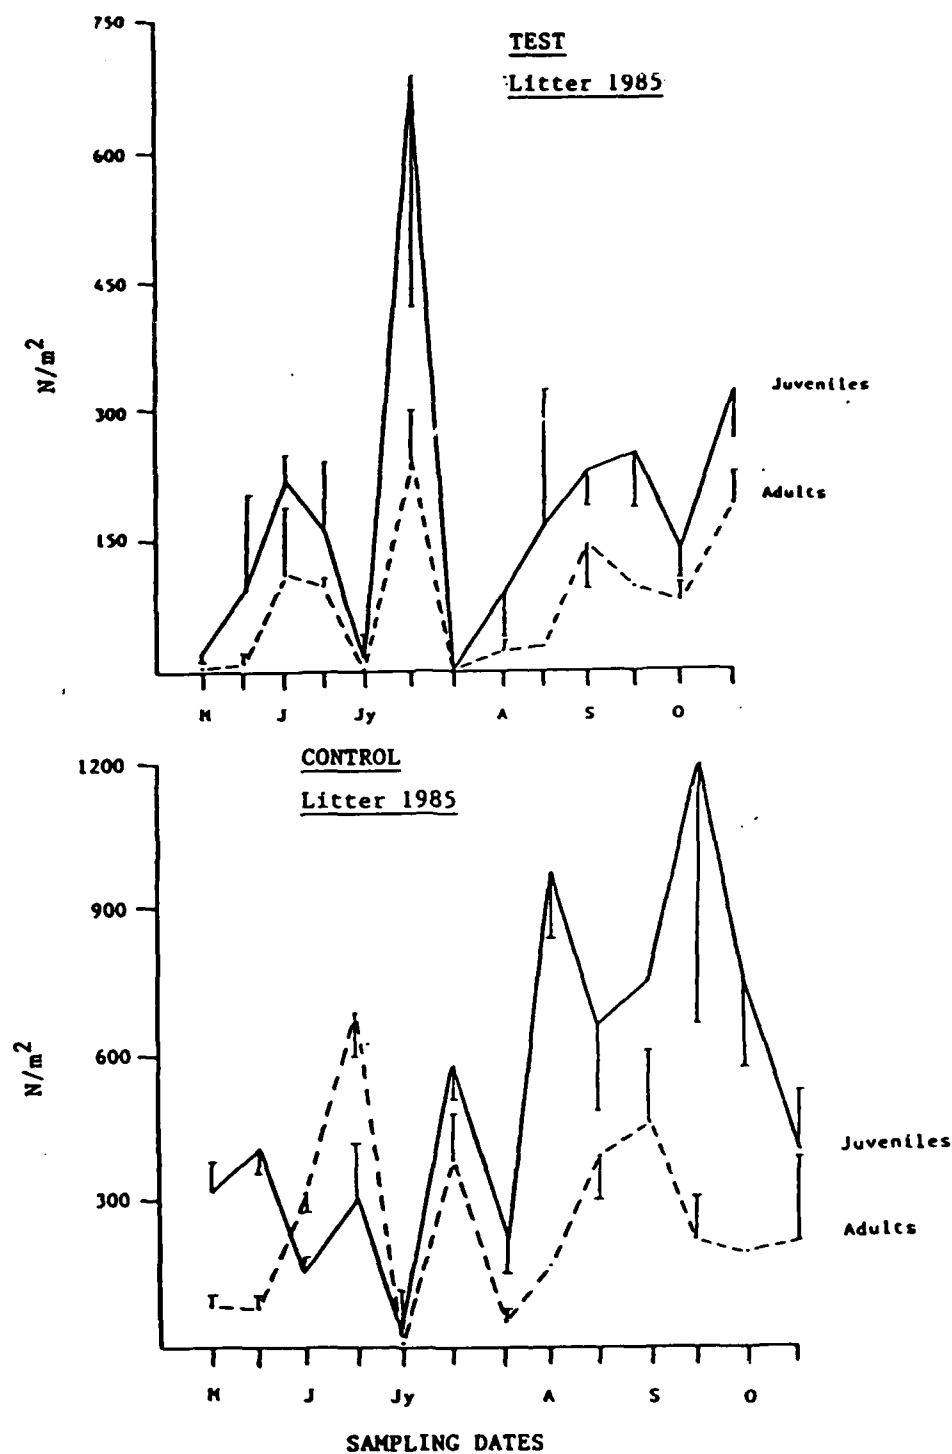 750
TEST
Litter 1985
600
450
N/m2
300
Juveniles
Adults
150
M J Jy A S O
CONTROL
Litter 1985
1200
900
600
N/m2
Juveniles
300
Adults
M J Jy A S O
SAMPLING DATES